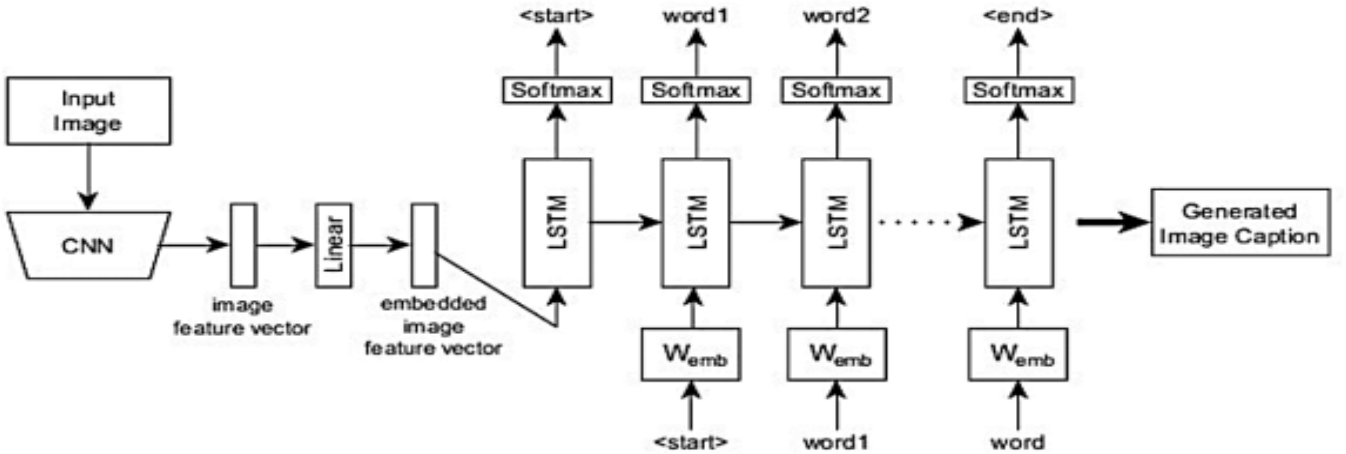 <start> word1 word2 <end>
Softmax Softmax Softmax Softmax
Input
Image
CNN
Linear
LSTM LSTM LSTM LSTM
Generated
Image Caption
image
feature vector
embedded
image
feature vector
Wemb Wemb Wemb
<start> word1 word